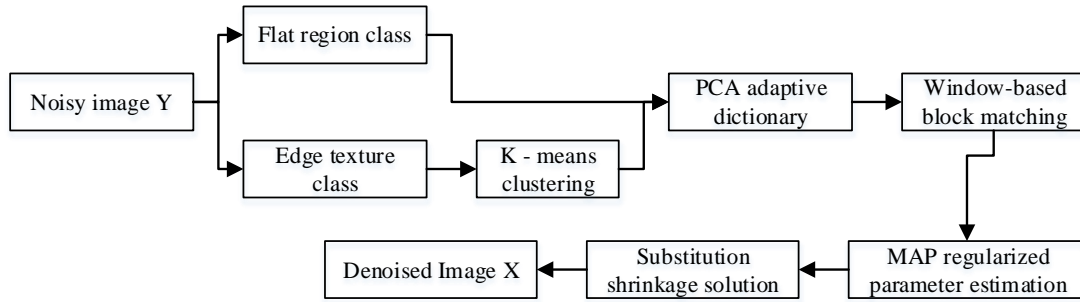 Flat region class
Noisy image Y
PCA adaptive
dictionary
Window-based
block matching
Edge texture
class
K - means
clustering
Denoised Image X
Substitution
shrinkage solution
MAP regularized
parameter estimation